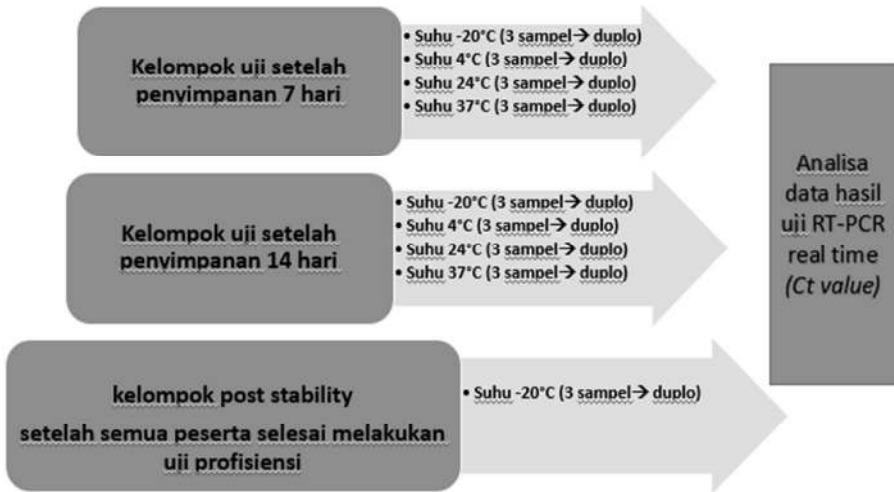 Kelompok uji setelah
penyimpanan 7 hari
• Suhu -20°C (3 sampel→ duplo)
• Suhu 4°C (3 sampel→ duplo)
• Suhu 24°C (3 sampel→ duplo)
• Suhu 37°C (3 sampel→ duplo)
Kelompok uji setelah
penyimpanan 14 hari
• Suhu -20°C (3 sampel→ duplo)
• Suhu 4°C (3 sampel→ duplo)
• Suhu 24°C (3 sampel→ duplo)
• Suhu 37°C (3 sampel→ duplo)
kelompok post stability
setelah semua peserta selesai melakukan
uji profisiensi
• Suhu -20°C (3 sampel→ duplo)
Analisa
data hasil
uji RT-PCR
real time
(Ct value)